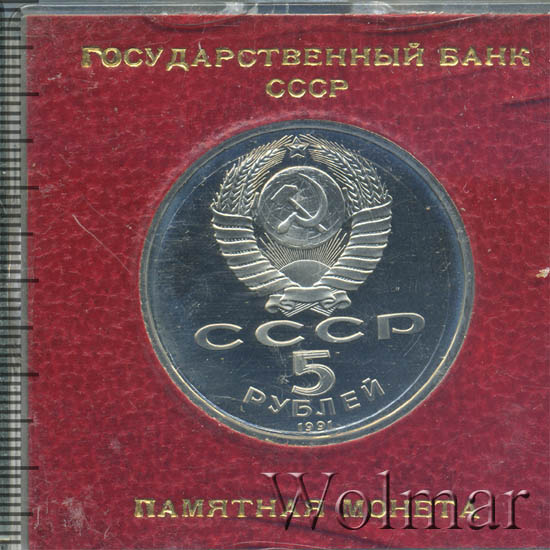 ГОСУДАРСТВЕННЫЙ БАНК
СССР
СССР
5
РУБЛЕЙ
1991
ПАМЯТНАЯ МОНЕТА
Wolmar